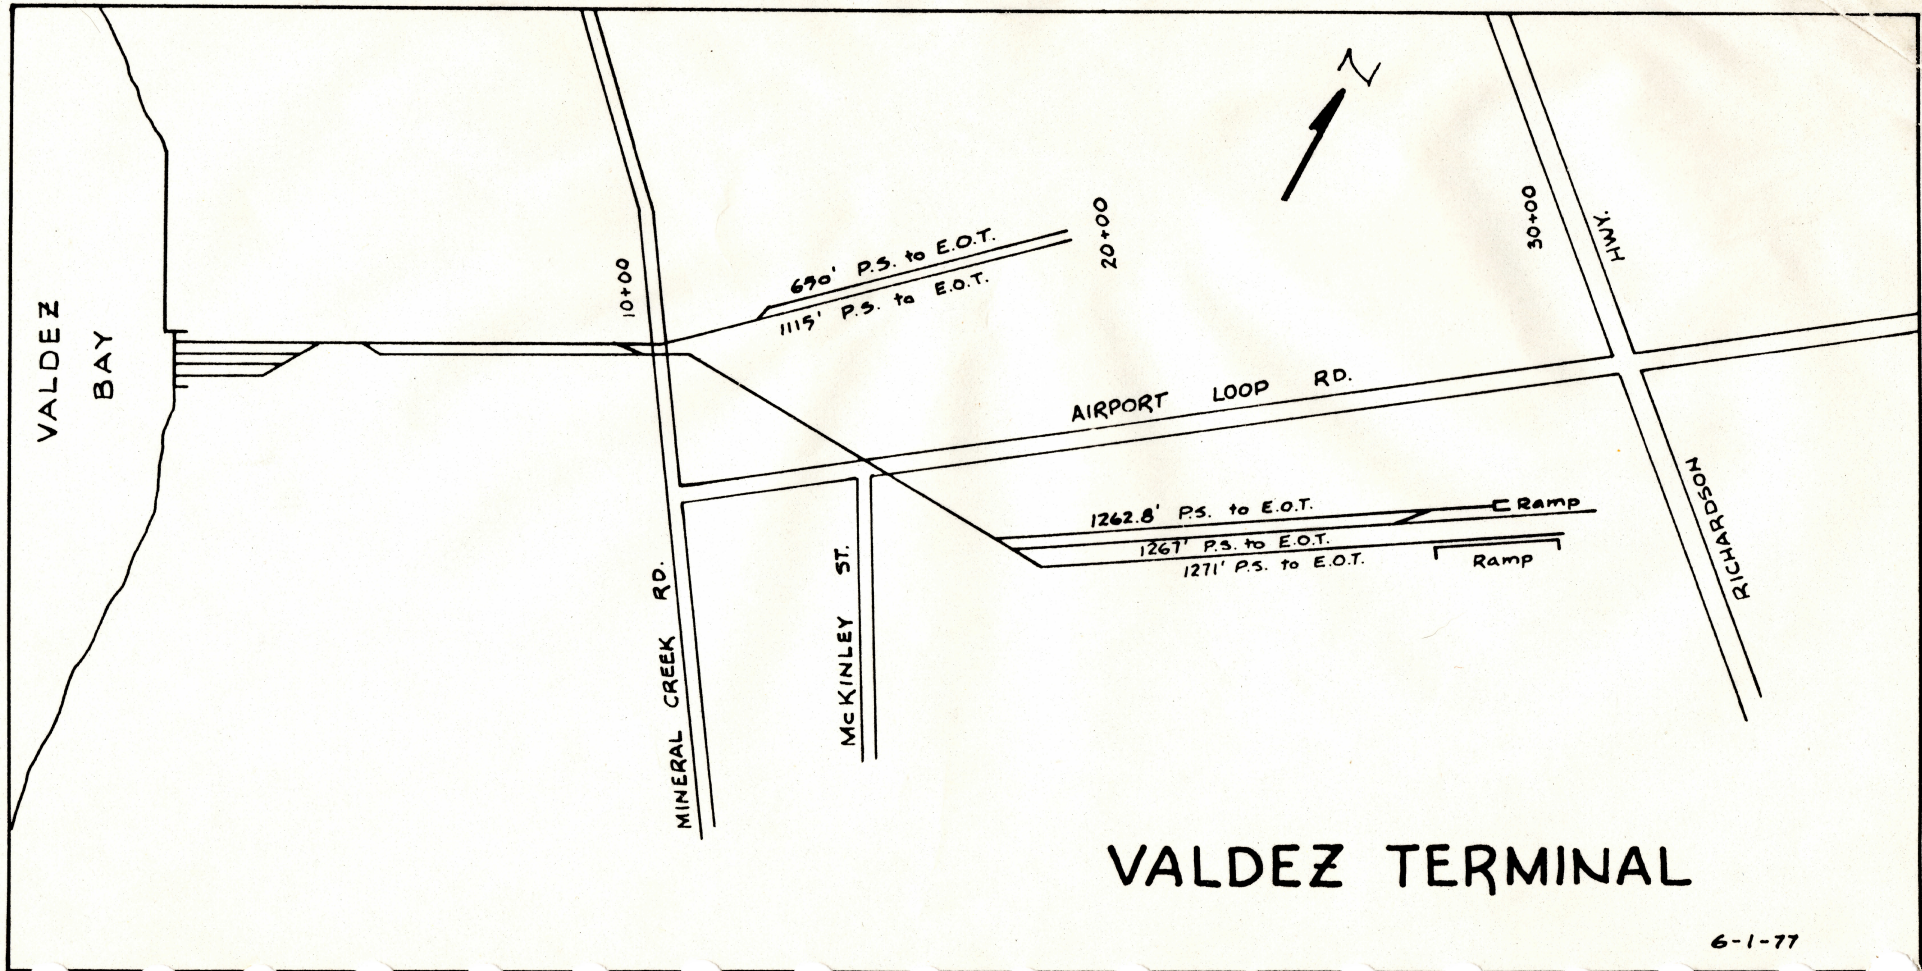 VALDEZ
BAY
10+00
690' P.S. to E.O.T.
1115' P.S. to E.O.T.
20+00
N
30+00
HWY.
AIRPORT LOOP RD.
RICHARDSON
1262.8' P.S. to E.O.T.
Ramp
1267' P.S. to E.O.T.
1271' P.S. to E.O.T.
Ramp
MINERAL CREEK RD.
McKINLEY ST.
VALDEZ TERMINAL
6-1-77